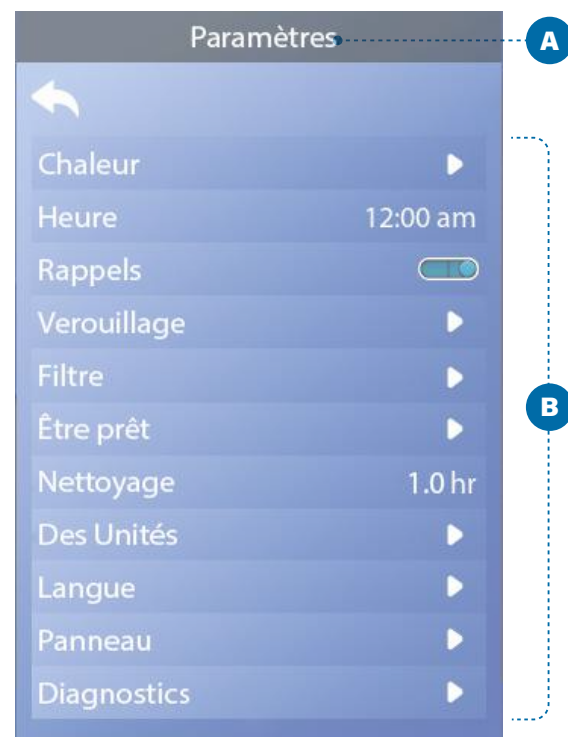 Paramètres
A
Chaleur
Heure 12:00 am
Rappels
Verouillage
Filtre
Être prêt
B
Nettoyage 1.0 hr
Des Unités
Langue
Panneau
Diagnostics